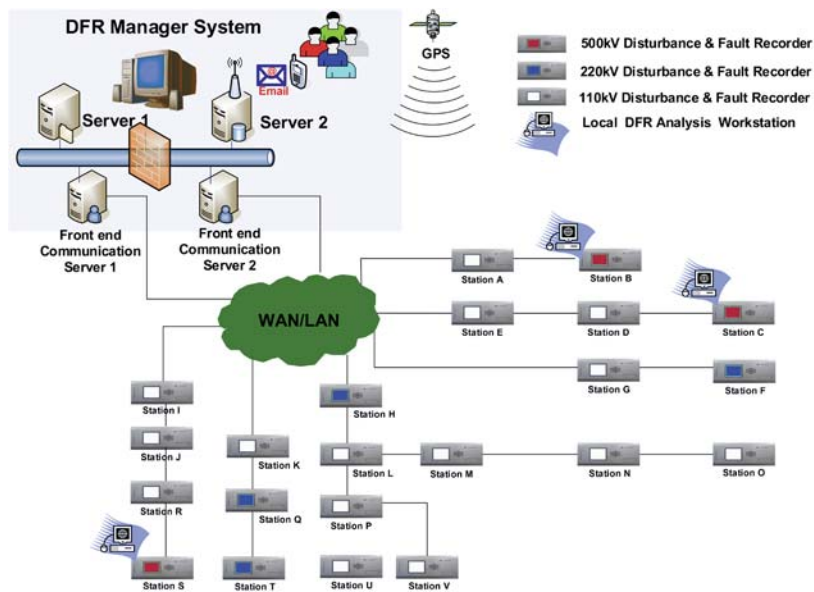 DFR Manager System
Email
Server 1
Server 2
GPS
500kV Disturbance & Fault Recorder
220kV Disturbance & Fault Recorder
110kV Disturbance & Fault Recorder
Local DFR Analysis Workstation
Front end
Communication
Server 1
Front end
Communication
Server 2
WAN/LAN
Station A
Station B
Station E
Station D
Station C
Station G
Station F
Station I
Station H
Station J
Station K
Station L
Station M
Station N
Station O
Station R
Station Q
Station P
Station S
Station T
Station U
Station V